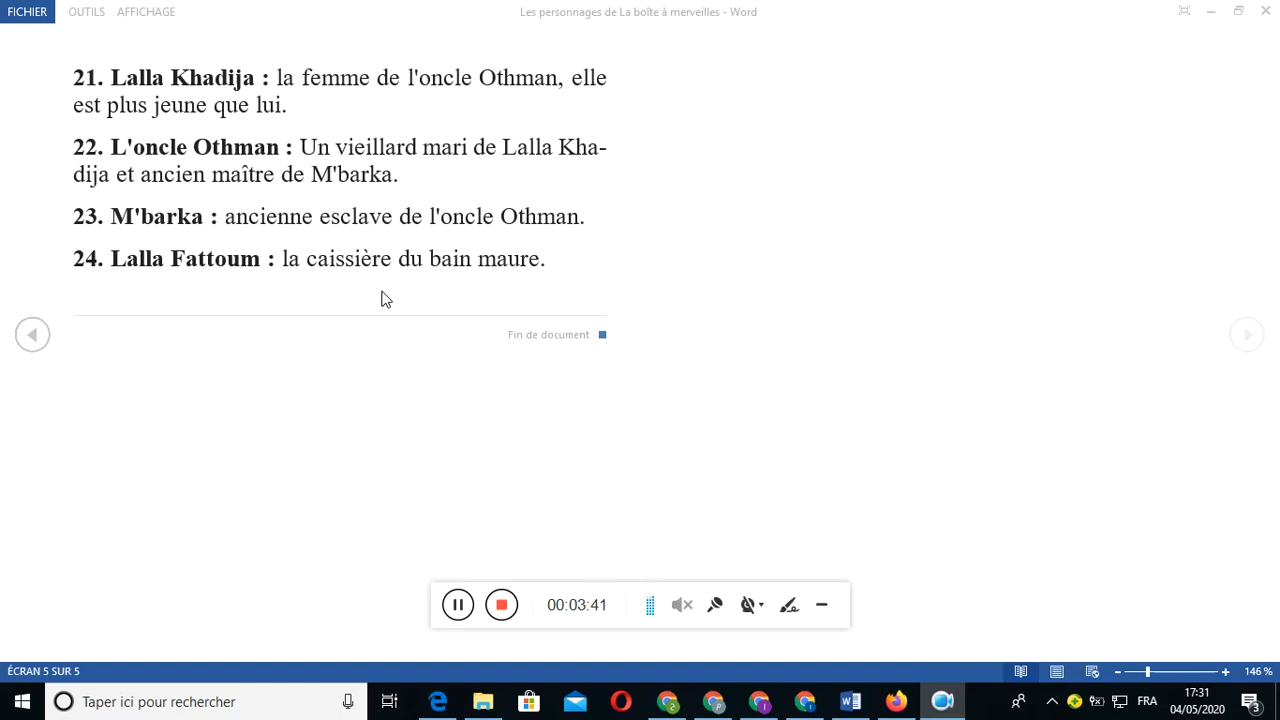 FICHIER OUTILS AFFICHAGE Les personnages de La boîte à merveilles - Word
21. Lalla Khadija : la femme de l'oncle Othman, elle
est plus jeune que lui.
22. L'oncle Othman : Un vieillard mari de Lalla Kha-
dija et ancien maître de M'barka.
23. M'barka : ancienne esclave de l'oncle Othman.
24. Lalla Fattoum : la caissière du bain maure.
Fin de document
00:03:41
ÉCRAN 5 SUR 5 146 %
Taper ici pour rechercher FRA 17:31
04/05/2020